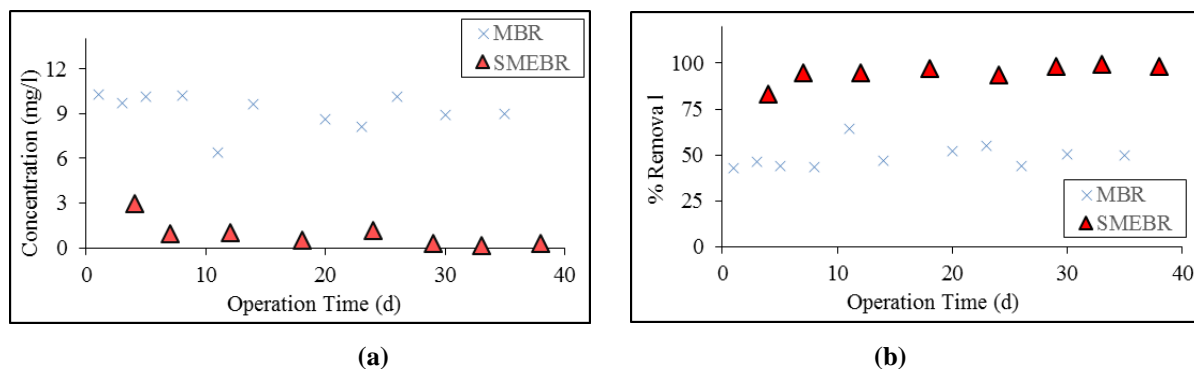 MBR
SMEBR
Concentration (mg/l)
12
9
6
3
0
0 10 20 30 40
Operation Time (d)
(a)
% Remova l
100
75
50
25
0
MBR
SMEBR
0 10 20 30 40
Operation Time (d)
(b)